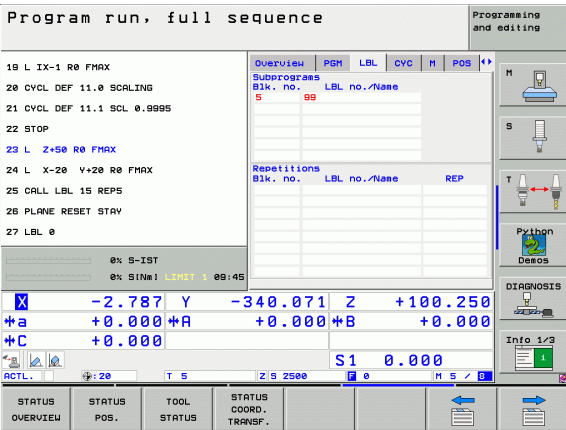 Program run, full sequence
Programming
and editing
19 L IX-1 R0 FMAX
20 CYCL DEF 11.0 SCALING
21 CYCL DEF 11.1 SCL 0.9995
22 STOP
23 L Z+50 R0 FMAX
24 L X-20 Y+20 R0 FMAX
25 CALL LBL 15 REP5
26 PLANE RESET STAY
27 LBL 0
Overview PGM LBL CYC M POS
Subprograms
Blk. no. LBL no./Name
5 99
Repetitions
Blk. no. LBL no./Name REP
0% S-IST
0% S[Nm] LIMIT 1 09:45
X -2.787 Y -340.071 Z +100.250
a +0.000 A +0.000 B +0.000
C +0.000
S1 0.000
ACTL. : 20 T 5 Z S 2500 F 0 M 5 / 8
M
S
T
Python
Demos
DIAGNOSIS
Info 1/3
i
STATUS
OVERVIEW
STATUS
POS.
TOOL
STATUS
STATUS
COORD.
TRANSF.